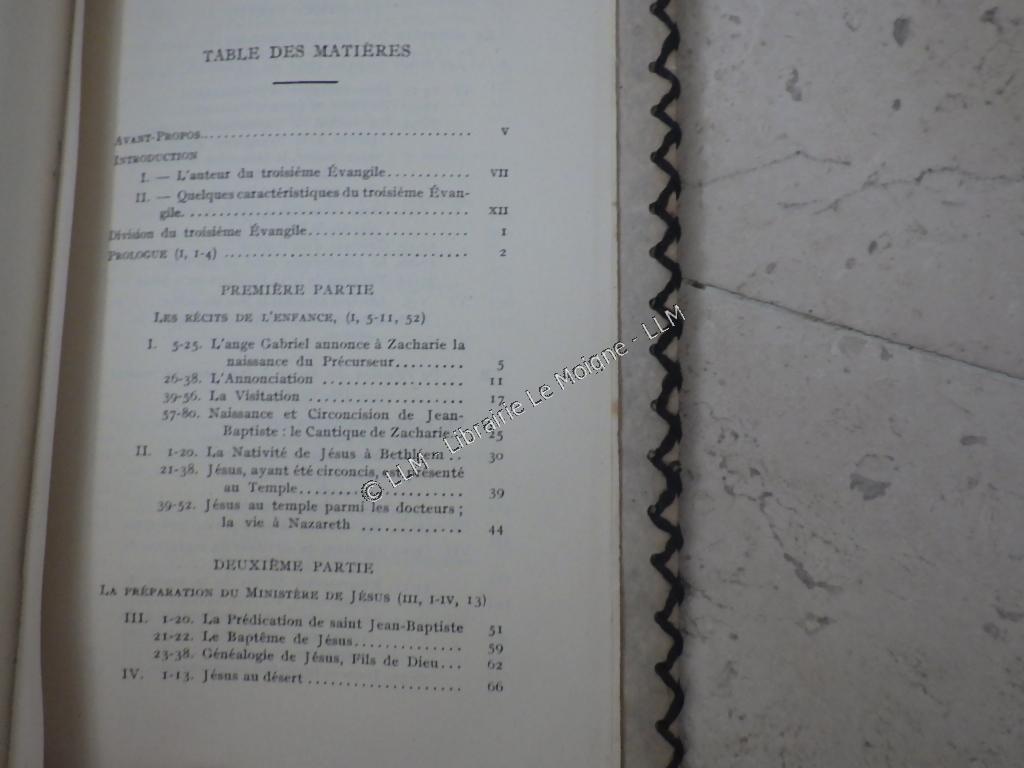 TABLE DES MATIÈRES
AVANT-PROPOS........ V
INTRODUCTION
I. — L'auteur du troisième Évangile........ VII
II. — Quelques caractéristiques du troisième Évan-
gile........ XII
Division du troisième Évangile........ 1
PROLOGUE (I, 1-4) ........ 2
PREMIÈRE PARTIE
LES RÉCITS DE L'ENFANCE, (I, 5-11, 52)
I. 5-25. L'ange Gabriel annonce à Zacharie la
naissance du Précurseur........ 5
26-38. L'Annonciation ........ 11
39-56. La Visitation ........ 17
57-80. Naissance et Circoncision de Jean-
Baptiste : le Cantique de Zacharie... 25
II. 1-20. La Nativité de Jésus à Bethléem.. 30
21-38. Jésus, ayant été circoncis, est présenté
au Temple........ 39
39-52. Jésus au temple parmi les docteurs ;
la vie à Nazareth ........ 44
DEUXIÈME PARTIE
LA PRÉPARATION DU MINISTÈRE DE JÉSUS (III, 1-IV, 13)
III. 1-20. La Prédication de saint Jean-Baptiste 51
21-22. Le Baptême de Jésus........ 59
23-38. Généalogie de Jésus, Fils de Dieu... 62
IV. 1-13. Jésus au désert ........ 66
© LLM - Librairie Le Moigne - LLM